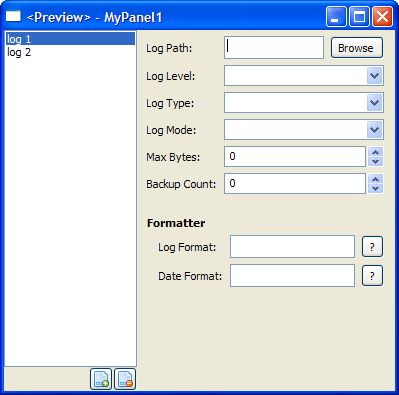 <Preview> - MyPanel1
log 1
log 2
Log Path:
Browse
Log Level:
Log Type:
Log Mode:
Max Bytes: 0
Backup Count: 0
Formatter
Log Format: ?
Date Format: ?